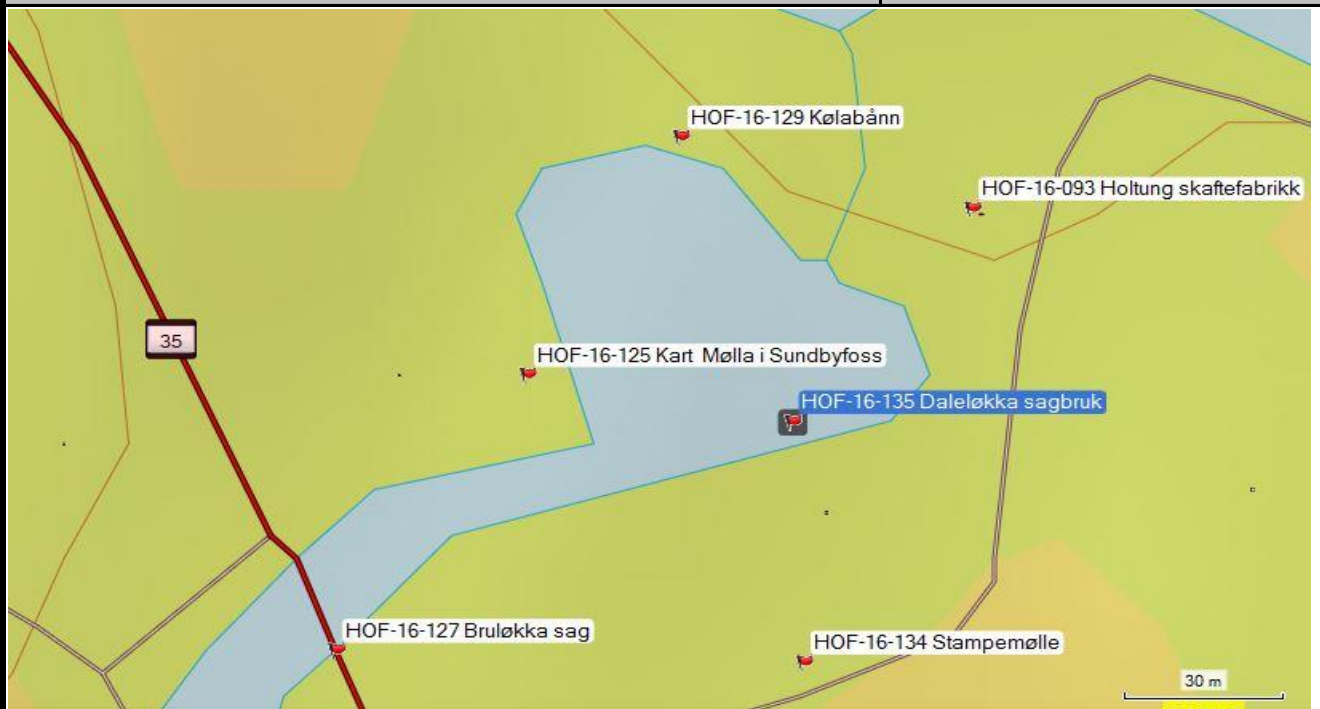 HOF-16-129 Kølabånn
HOF-16-093 Holtung skaftefabrikk
35
HOF-16-125 Kart Mølla i Sundbyfoss
HOF-16-135 Daleløkka sagbruk
HOF-16-127 Bruløkka sag
HOF-16-134 Stampemølle
30 m